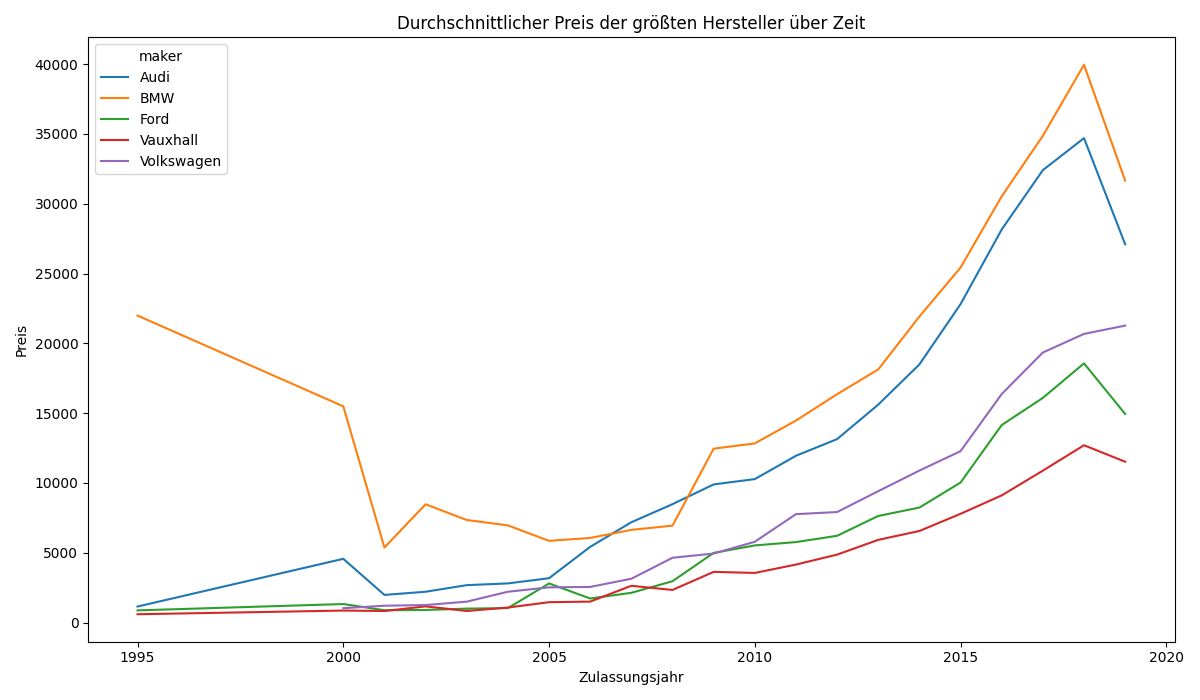 Durchschnittlicher Preis der größten Hersteller über Zeit
maker
Audi
BMW
Ford
Vauxhall
Volkswagen
Preis
40000
35000
30000
25000
20000
15000
10000
5000
0
1995 2000 2005 2010 2015 2020
Zulassungsjahr